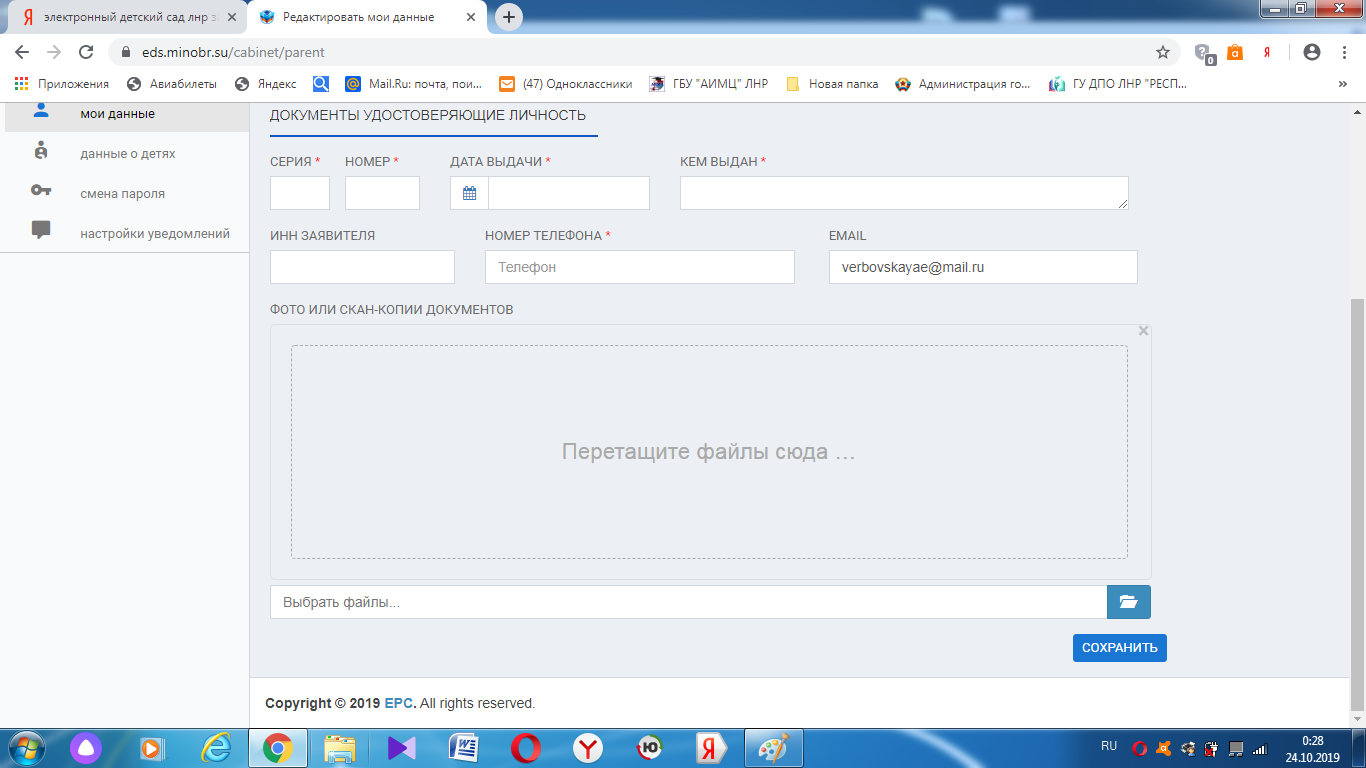 электронный детский сад лнр за
Редактировать мои данные
eds.minobr.su/cabinet/parent
0
Я
Приложения
Авиабилеты
Яндекс
Mail.Ru: почта, пои...
(47) Одноклассники
ГБУ "АИМЦ" ЛНР
Новая папка
Администрация го...
ГУ ДПО ЛНР "РЕСП...
»
мои данные
данные о детях
смена пароля
настройки уведомлений
ДОКУМЕНТЫ УДОСТОВЕРЯЮЩИЕ ЛИЧНОСТЬ
СЕРИЯ * НОМЕР * ДАТА ВЫДАЧИ * КЕМ ВЫДАН *
ИНН ЗАЯВИТЕЛЯ НОМЕР ТЕЛЕФОНА * EMAIL
Телефон verbovskayae@mail.ru
ФОТО ИЛИ СКАН-КОПИИ ДОКУМЕНТОВ
Перетащите файлы сюда ...
Выбрать файлы...
СОХРАНИТЬ
Copyright © 2019 EPC. All rights reserved.
RU
0:28
24.10.2019